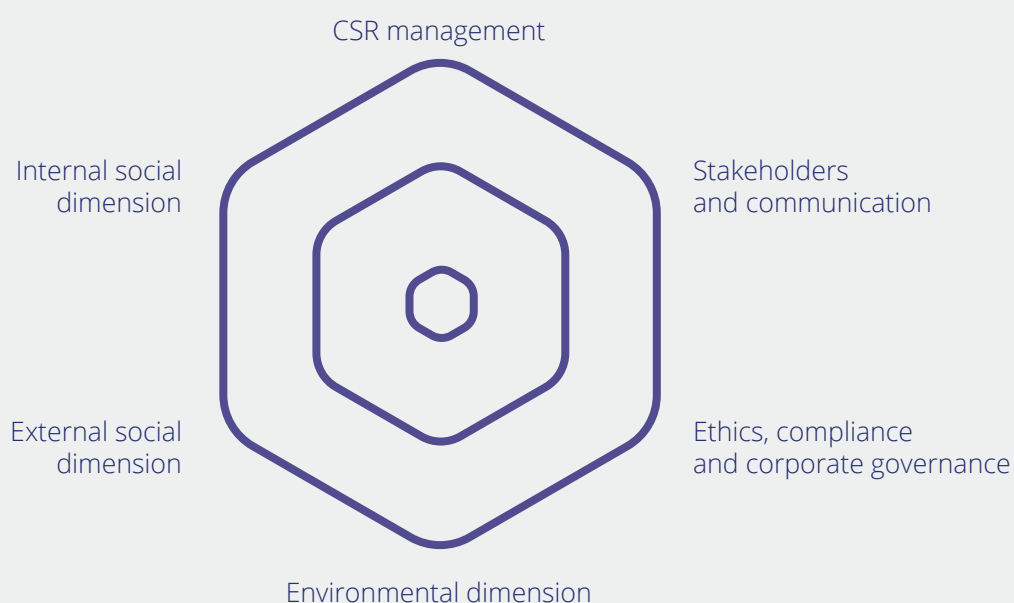 CSR management
Internal social
dimension
Stakeholders
and communication
External social
dimension
Ethics, compliance
and corporate governance
Environmental dimension